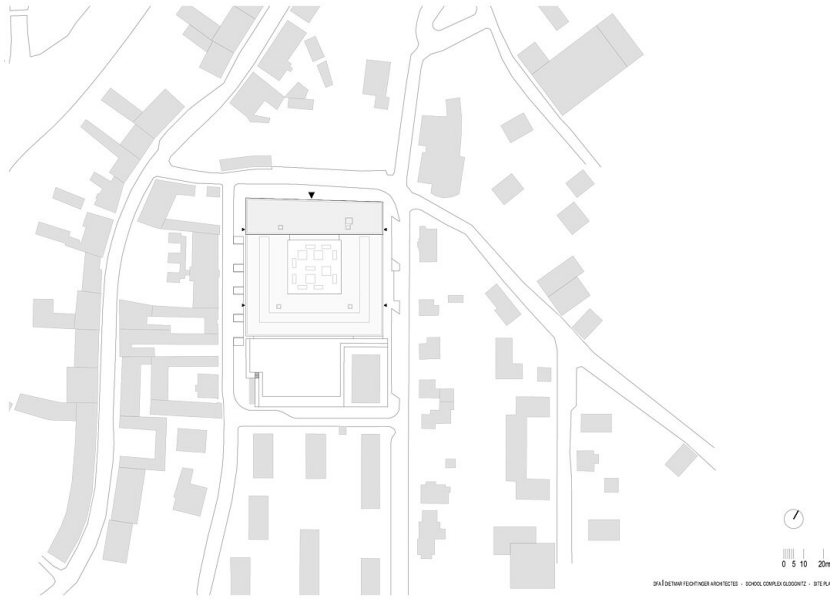 0 5 10 20m
DFA | DIETMAR FEICHTINGER ARCHITECTES - SCHOOL COMPLEX GLOGGNITZ - SITE PLA